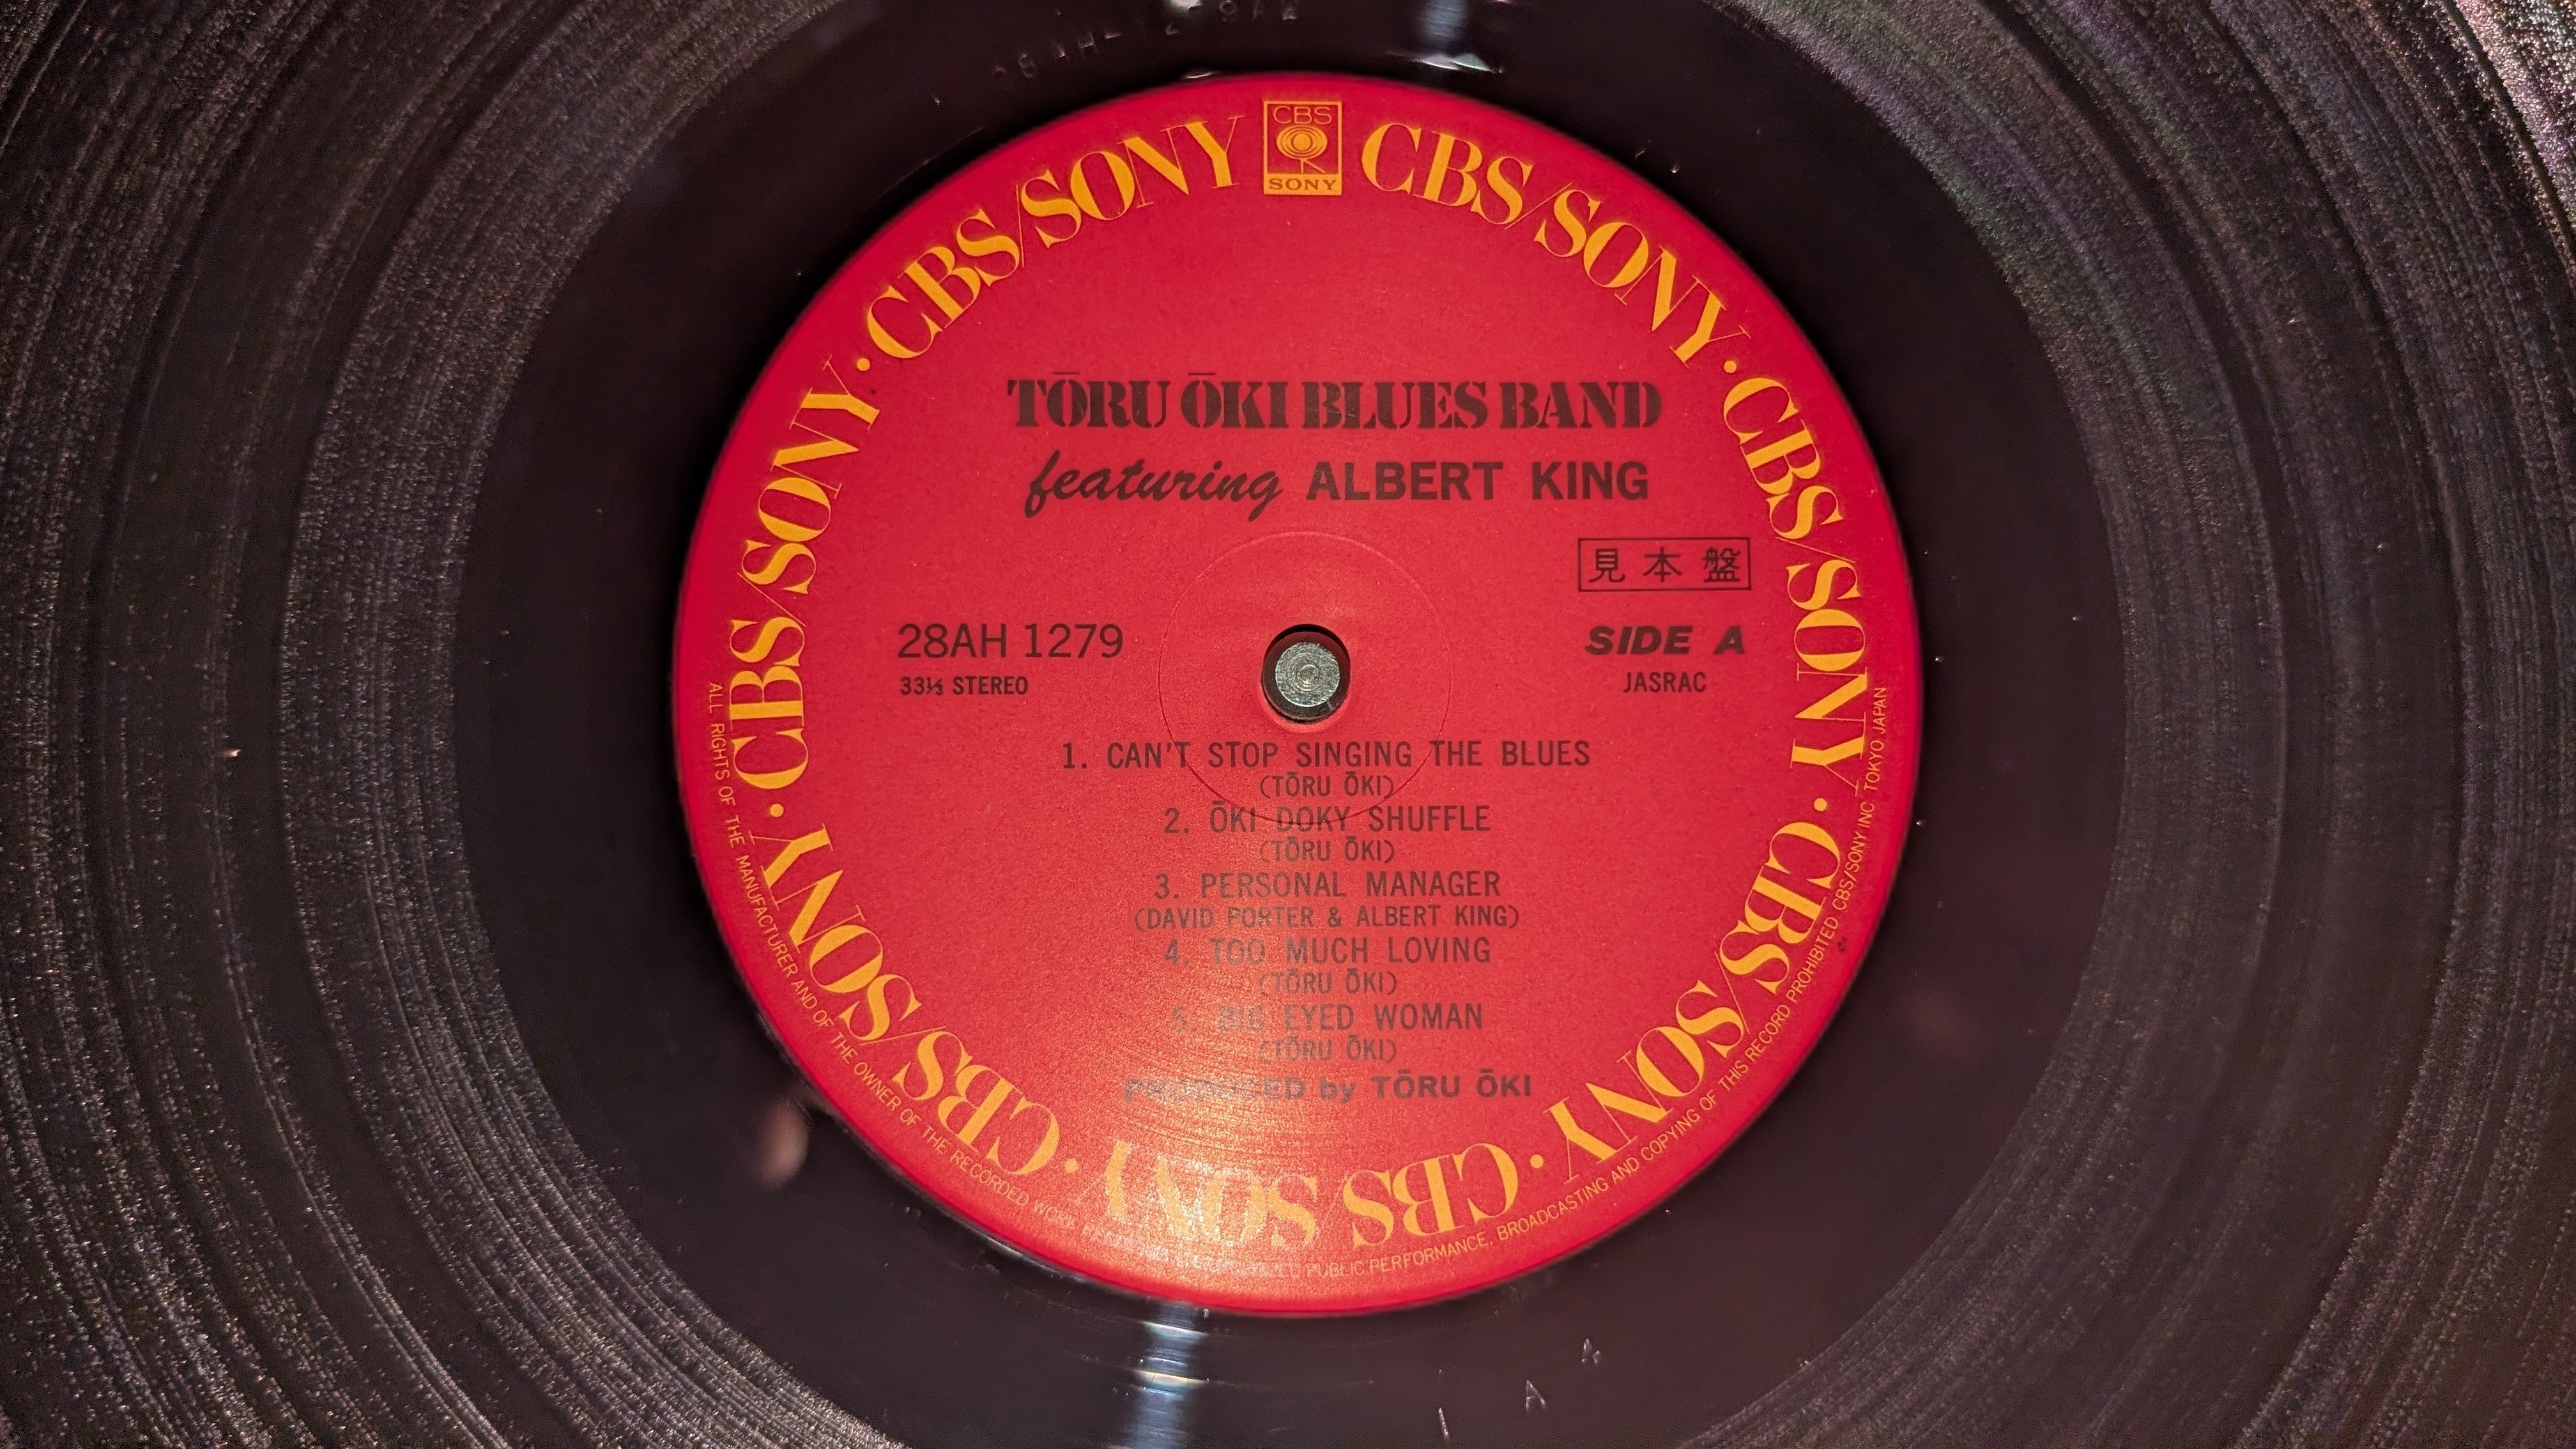 28AH-1279A2
CBS
SONY
CBS/SONY · CBS/SONY · CBS/SONY · CBS/SONY · CBS/SONY · CBS/SONY · CBS/SONY · CBS/SONY
TŌRU ŌKI BLUES BAND
featuring ALBERT KING
見本盤
28AH 1279
SIDE A
33⅓ STEREO
JASRAC
1. CAN'T STOP SINGING THE BLUES
(TŌRU ŌKI)
2. ŌKI DOKY SHUFFLE
(TŌRU ŌKI)
3. PERSONAL MANAGER
(DAVID PORTER & ALBERT KING)
4. TOO MUCH LOVING
(TŌRU ŌKI)
5. BIG EYED WOMAN
(TŌRU ŌKI)
PRODUCED by TŌRU ŌKI
ALL RIGHTS OF THE MANUFACTURER AND OF THE OWNER OF THE RECORDED WORK PUBLIC PERFORMANCE, BROADCASTING AND COPYING OF THIS RECORD PROHIBITED CBS/SONY INC TOKYO JAPAN
1 A